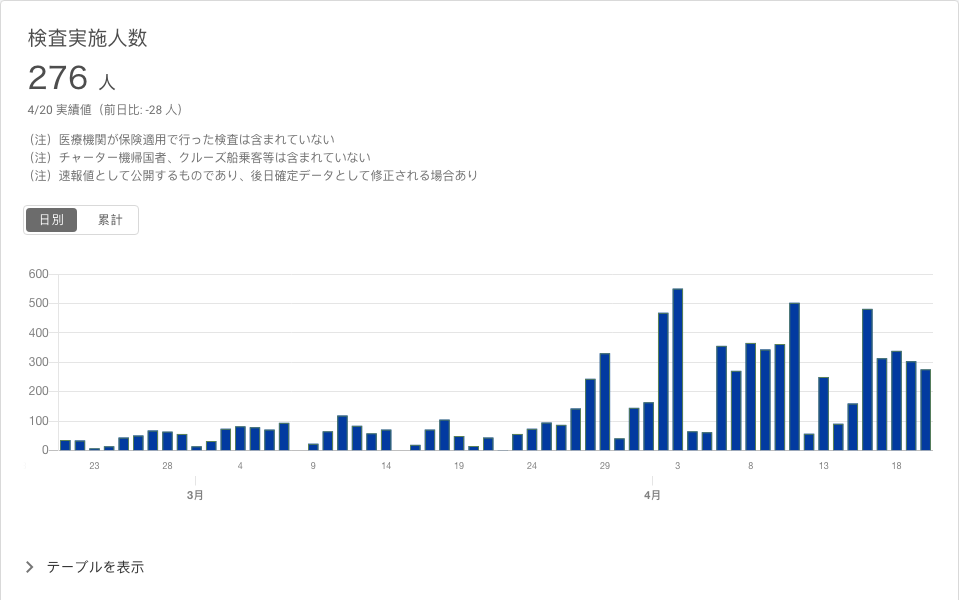 検査実施人数
276 人
4/20 実績値（前日比: -28 人）
（注）医療機関が保険適用で行った検査は含まれていない
（注）チャーター機帰国者、クルーズ船乗客等は含まれていない
（注）速報値として公開するものであり、後日確定データとして修正される場合あり
日別 累計
600
500
400
300
200
100
0
23 28 4 9 14 19 24 29 3 8 13 18
3月 4月
テーブルを表示